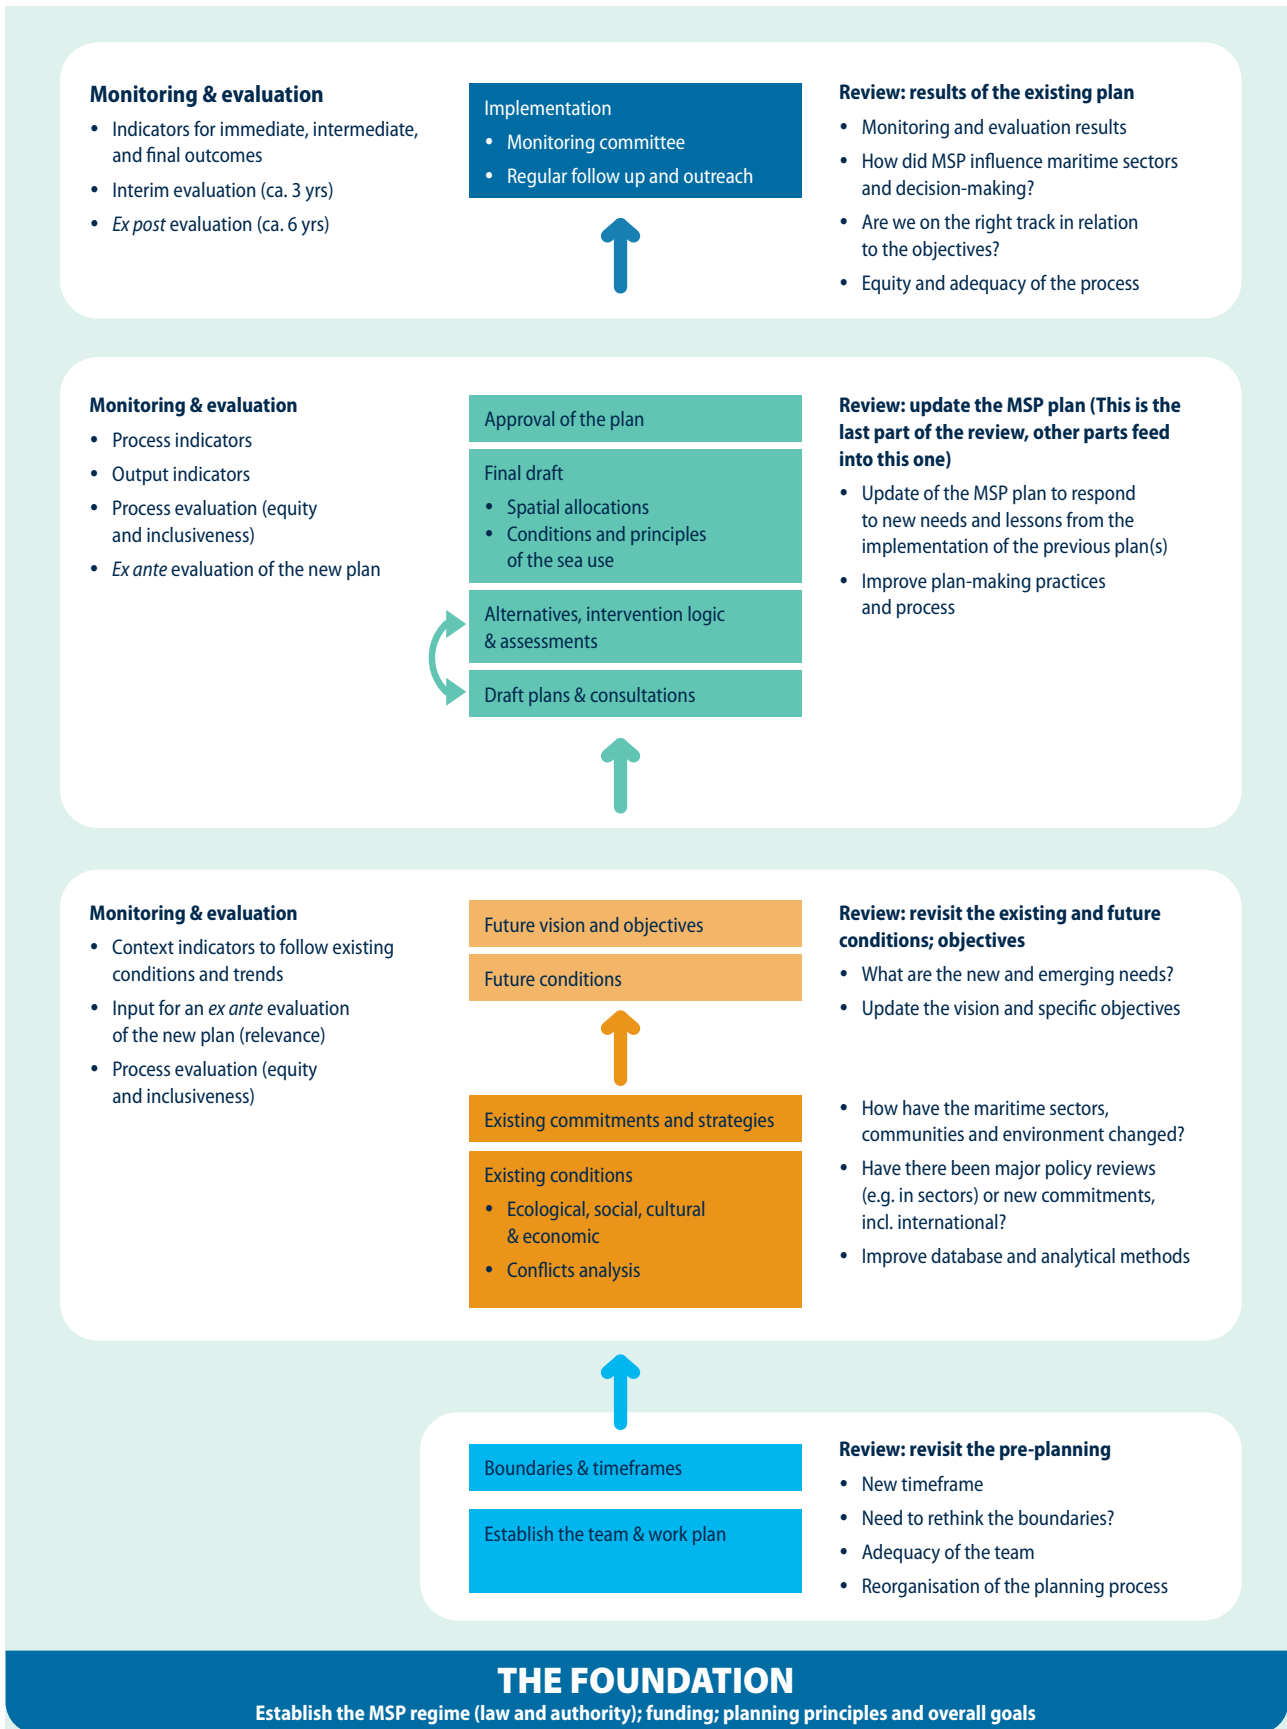 Monitoring & evaluation
• Indicators for immediate, intermediate,
and final outcomes
• Interim evaluation (ca. 3 yrs)
• Ex post evaluation (ca. 6 yrs)
Implementation
• Monitoring committee
• Regular follow up and outreach
Review: results of the existing plan
• Monitoring and evaluation results
• How did MSP influence maritime sectors
and decision-making?
• Are we on the right track in relation
to the objectives?
• Equity and adequacy of the process
Monitoring & evaluation
• Process indicators
• Output indicators
• Process evaluation (equity
and inclusiveness)
• Ex ante evaluation of the new plan
Approval of the plan
Final draft
• Spatial allocations
• Conditions and principles
of the sea use
Alternatives, intervention logic
& assessments
Draft plans & consultations
Review: update the MSP plan (This is the
last part of the review, other parts feed
into this one)
• Update of the MSP plan to respond
to new needs and lessons from the
implementation of the previous plan(s)
• Improve plan-making practices
and process
Monitoring & evaluation
• Context indicators to follow existing
conditions and trends
• Input for an ex ante evaluation
of the new plan (relevance)
• Process evaluation (equity
and inclusiveness)
Future vision and objectives
Future conditions
Existing commitments and strategies
Existing conditions
• Ecological, social, cultural
& economic
• Conflicts analysis
Review: revisit the existing and future
conditions; objectives
• What are the new and emerging needs?
• Update the vision and specific objectives
• How have the maritime sectors,
communities and environment changed?
• Have there been major policy reviews
(e.g. in sectors) or new commitments,
incl. international?
• Improve database and analytical methods
Boundaries & timeframes
Establish the team & work plan
Review: revisit the pre-planning
• New timeframe
• Need to rethink the boundaries?
• Adequacy of the team
• Reorganisation of the planning process
THE FOUNDATION
Establish the MSP regime (law and authority); funding; planning principles and overall goals